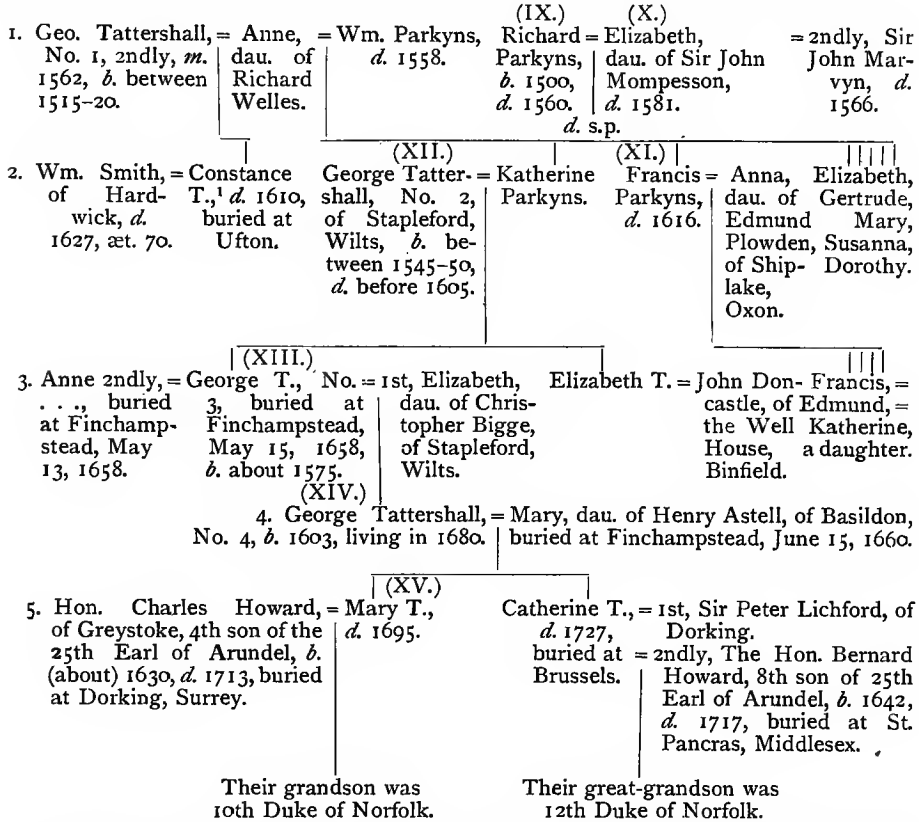 (IX.) (X.)
1. Geo. Tattershall, = Anne, = Wm. Parkyns, Richard = Elizabeth, = 2ndly, Sir
No. 1, 2ndly, m. dau. of d. 1558. Parkyns, dau. of Sir John John Mar-
1562, b. between Richard b. 1500, Mompesson, vyn, d.
1515-20. Welles. d. 1560. d. 1581. 1566.
d. s.p.
(XII.) (XI.)
2. Wm. Smith, = Constance George Tatter- = Katherine Francis = Anna, Elizabeth,
of Hard- T.,¹ d. 1610, shall, No. 2, Parkyns. Parkyns, dau. of Gertrude,
wick, d. buried at of Stapleford, d. 1616. Edmund Mary,
1627, æt. 70. Ufton. Wilts, b. be- Plowden, Susanna,
tween 1545-50, of Ship- Dorothy.
d. before 1605. lake,
Oxon.
(XIII.)
3. Anne 2ndly, = George T., No. = 1st, Elizabeth, Elizabeth T. = John Don- Francis, =
. . ., buried 3, buried at dau. of Chris- castle, of Edmund, =
at Finchamp- Finchampstead, topher Bigge, the Well Katherine,
stead, May May 15, 1658, of Stapleford, House, a daughter.
13, 1658. b. about 1575. Wilts. Binfield.
(XIV.)
4. George Tattershall, = Mary, dau. of Henry Astell, of Basildon,
No. 4, b. 1603, living in 1680. buried at Finchampstead, June 15, 1660.
(XV.)
5. Hon. Charles Howard, = Mary T., Catherine T., = 1st, Sir Peter Lichford, of
of Greystoke, 4th son of the d. 1695. d. 1727, Dorking.
25th Earl of Arundel, b. buried at = 2ndly, The Hon. Bernard
(about) 1630, d. 1713, buried Brussels. Howard, 8th son of 25th
at Dorking, Surrey. Earl of Arundel, b. 1642,
d. 1717, buried at St.
Pancras, Middlesex.
Their grandson was Their great-grandson was
10th Duke of Norfolk. 12th Duke of Norfolk.